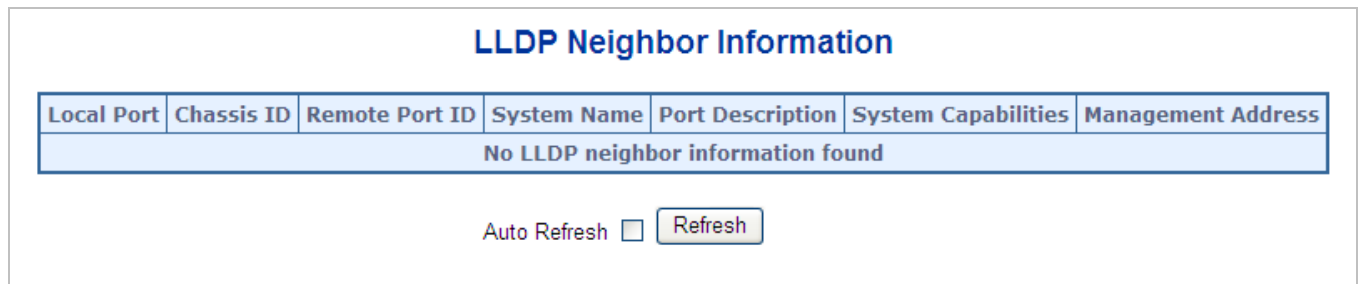 LLDP Neighbor Information
Local Port Chassis ID Remote Port ID System Name Port Description System Capabilities Management Address
No LLDP neighbor information found
Auto Refresh Refresh